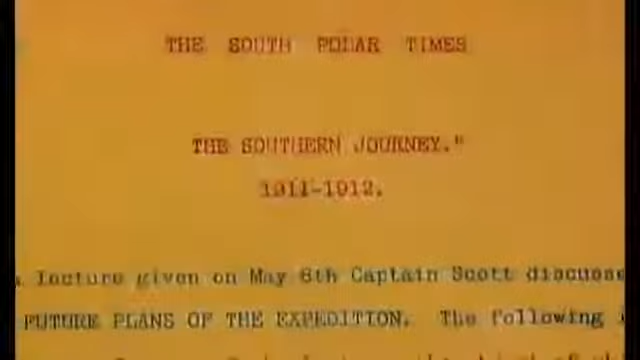 THE SOUTH POLAR TIMES
THE SOUTHERN JOURNEY."
1911-1912.
lecture given on May 8th Captain Scott discusse
FUTURE PLANS OF THE EXPEDITION. The following